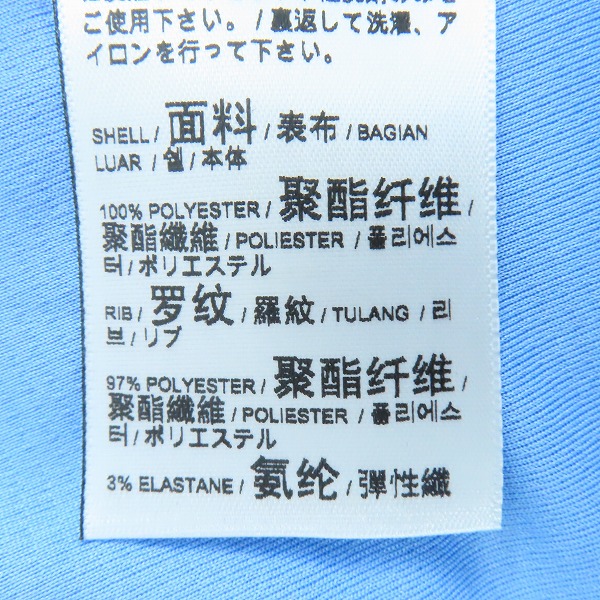 ご使用下さい。/ 裏返して洗濯、ア
イロンを行って下さい。
SHELL / 面料 / 表布 / BAGIAN
LUAR / 쉘 / 本体
100% POLYESTER / 聚酯纤维 /
聚酯纖維 / POLIESTER / 폴리에스
터 / ポリエステル
RIB / 罗纹 / 羅紋 / TULANG / 리
브 / リブ
97% POLYESTER / 聚酯纤维 /
聚酯纖維 / POLIESTER / 폴리에스
터 / ポリエステル
3% ELASTANE / 氨纶 / 彈性纖